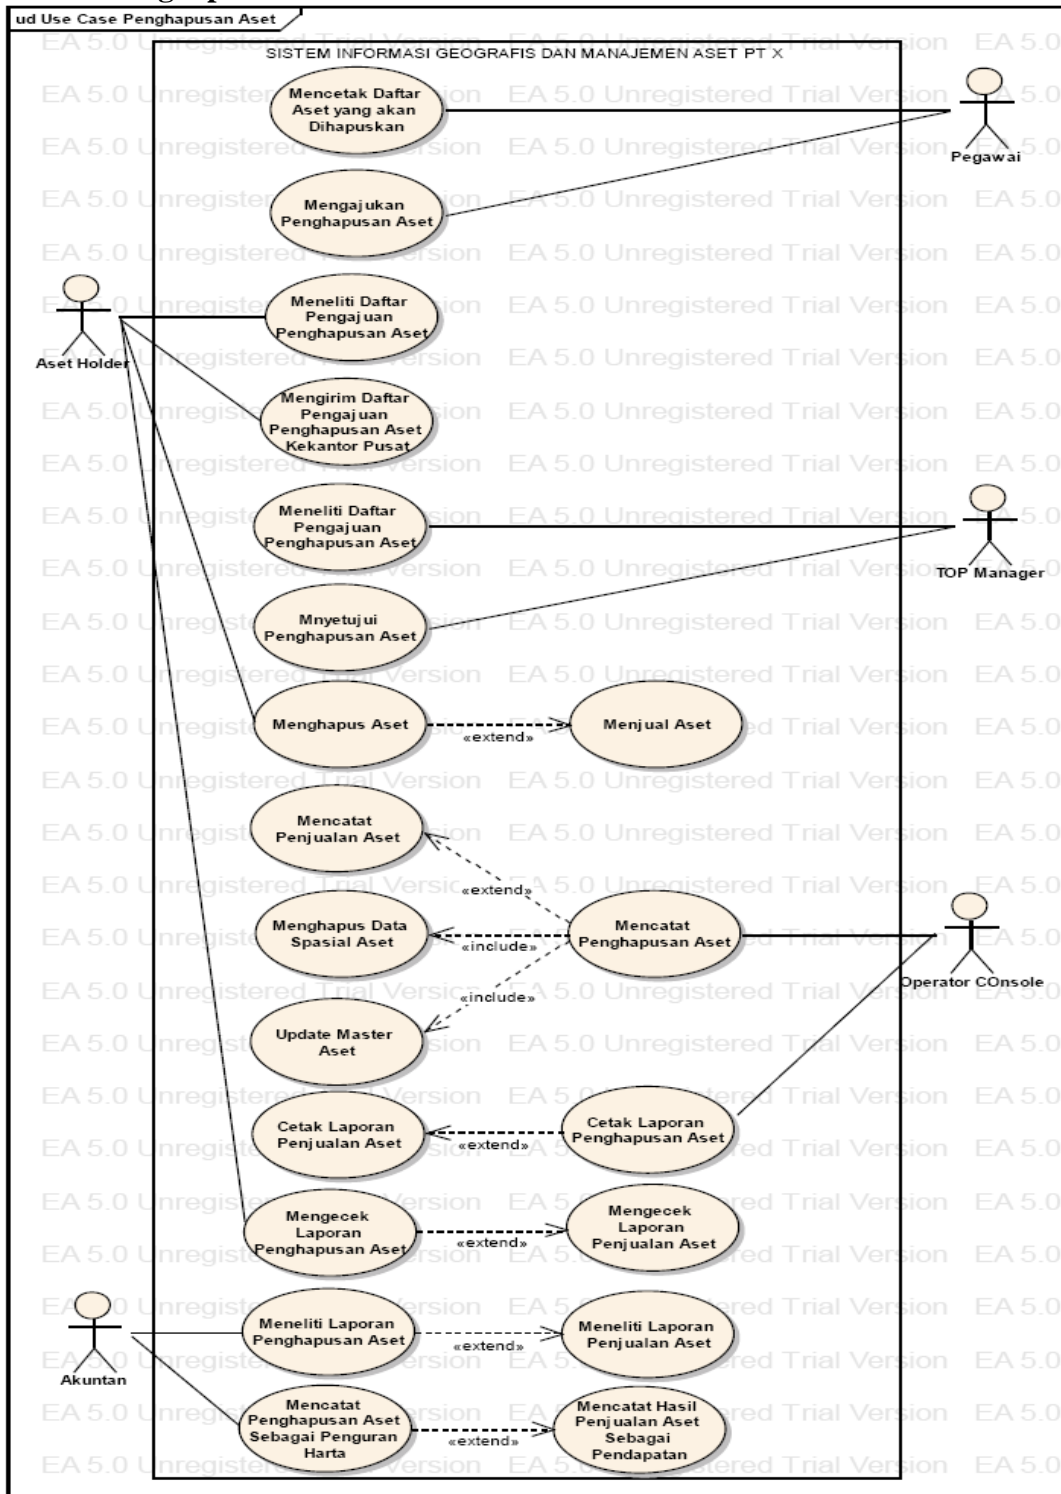 ud Use Case Penghapusan Aset
SISTEM INFORMASI GEOGRAFIS DAN MANAJEMEN ASET PT X
Mencetak Daftar
Aset yang akan
Dihapuskan
Pegawai
Mengajukan
Penghapusan Aset
Meneliti Daftar
Pengajuan
Penghapusan Aset
Aset Holder
Mengirim Daftar
Pengajuan
Penghapusan Aset
Kekantor Pusat
Meneliti Daftar
Pengajuan
Penghapusan Aset
TOP Manager
Mnyetujui
Penghapusan Aset
Menghapus Aset
«extend»
Menjual Aset
Mencatat
Penjualan Aset
«extend»
Menghapus Data
Spasial Aset
«include»
Mencatat
Penghapusan Aset
Operator COnsole
«include»
Update Master
Aset
Cetak Laporan
Penjualan Aset
«extend»
Cetak Laporan
Penghapusan Aset
Mengecek
Laporan
Penghapusan Aset
«extend»
Mengecek
Laporan
Penjualan Aset
Meneliti Laporan
Penghapusan Aset
«extend»
Meneliti Laporan
Penjualan Aset
Akuntan
Mencatat
Penghapusan Aset
Sebagai Penguran
Harta
«extend»
Mencatat Hasil
Penjualan Aset
Sebagai
Pendapatan
EA 5.0 Unregistered Trial Version